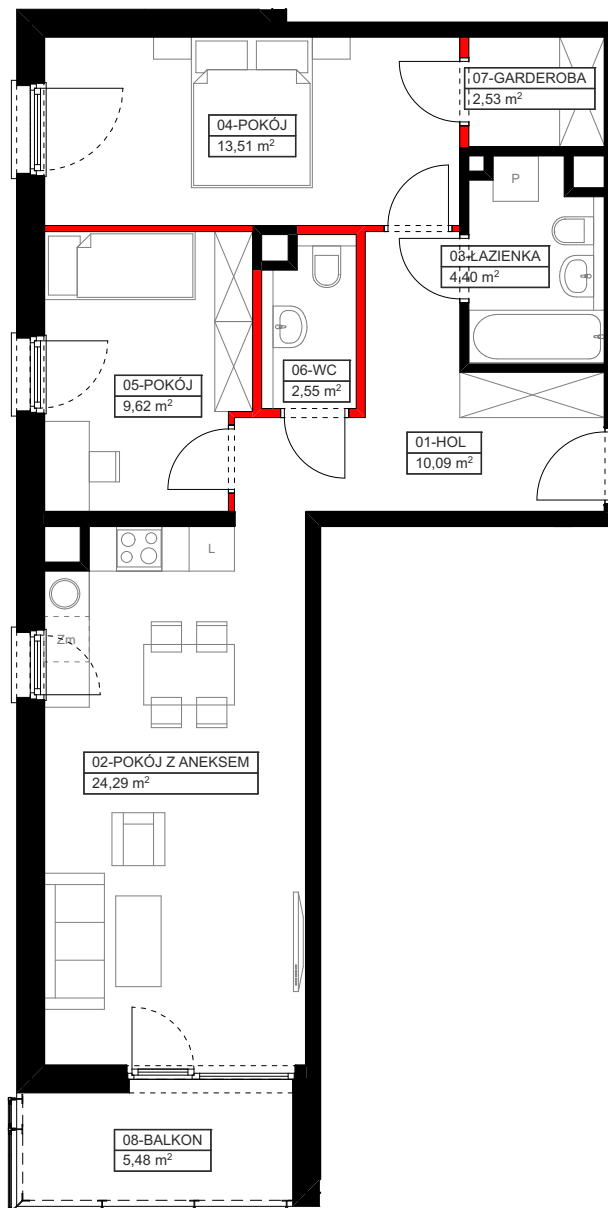 07-GARDEROBA
2,53 m²
04-POKÓJ
13,51 m²
P
03-ŁAZIENKA
4,40 m²
06-WC
2,55 m²
05-POKÓJ
9,62 m²
01-HOL
10,09 m²
L
Zm
02-POKÓJ Z ANEKSEM
24,29 m²
08-BALKON
5,48 m²